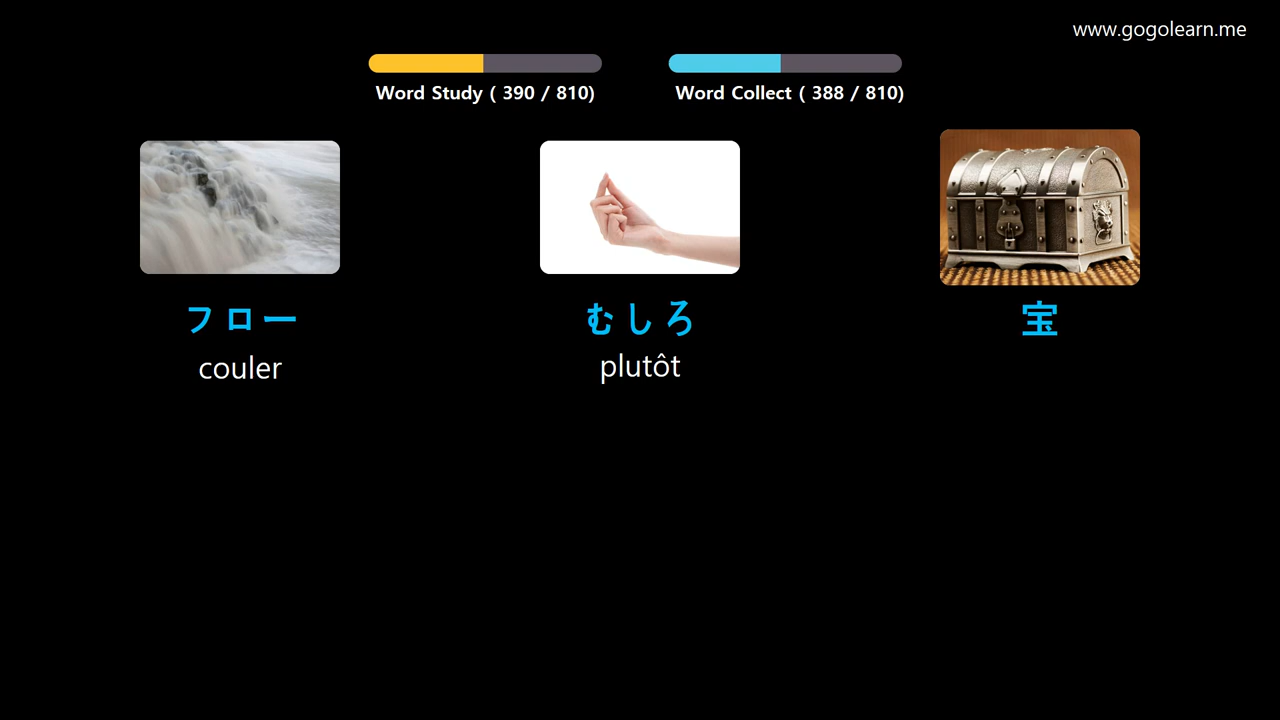 www.gogolearn.me
Word Study ( 390 / 810)
Word Collect ( 388 / 810)
フロー
むしろ
宝
couler
plutôt